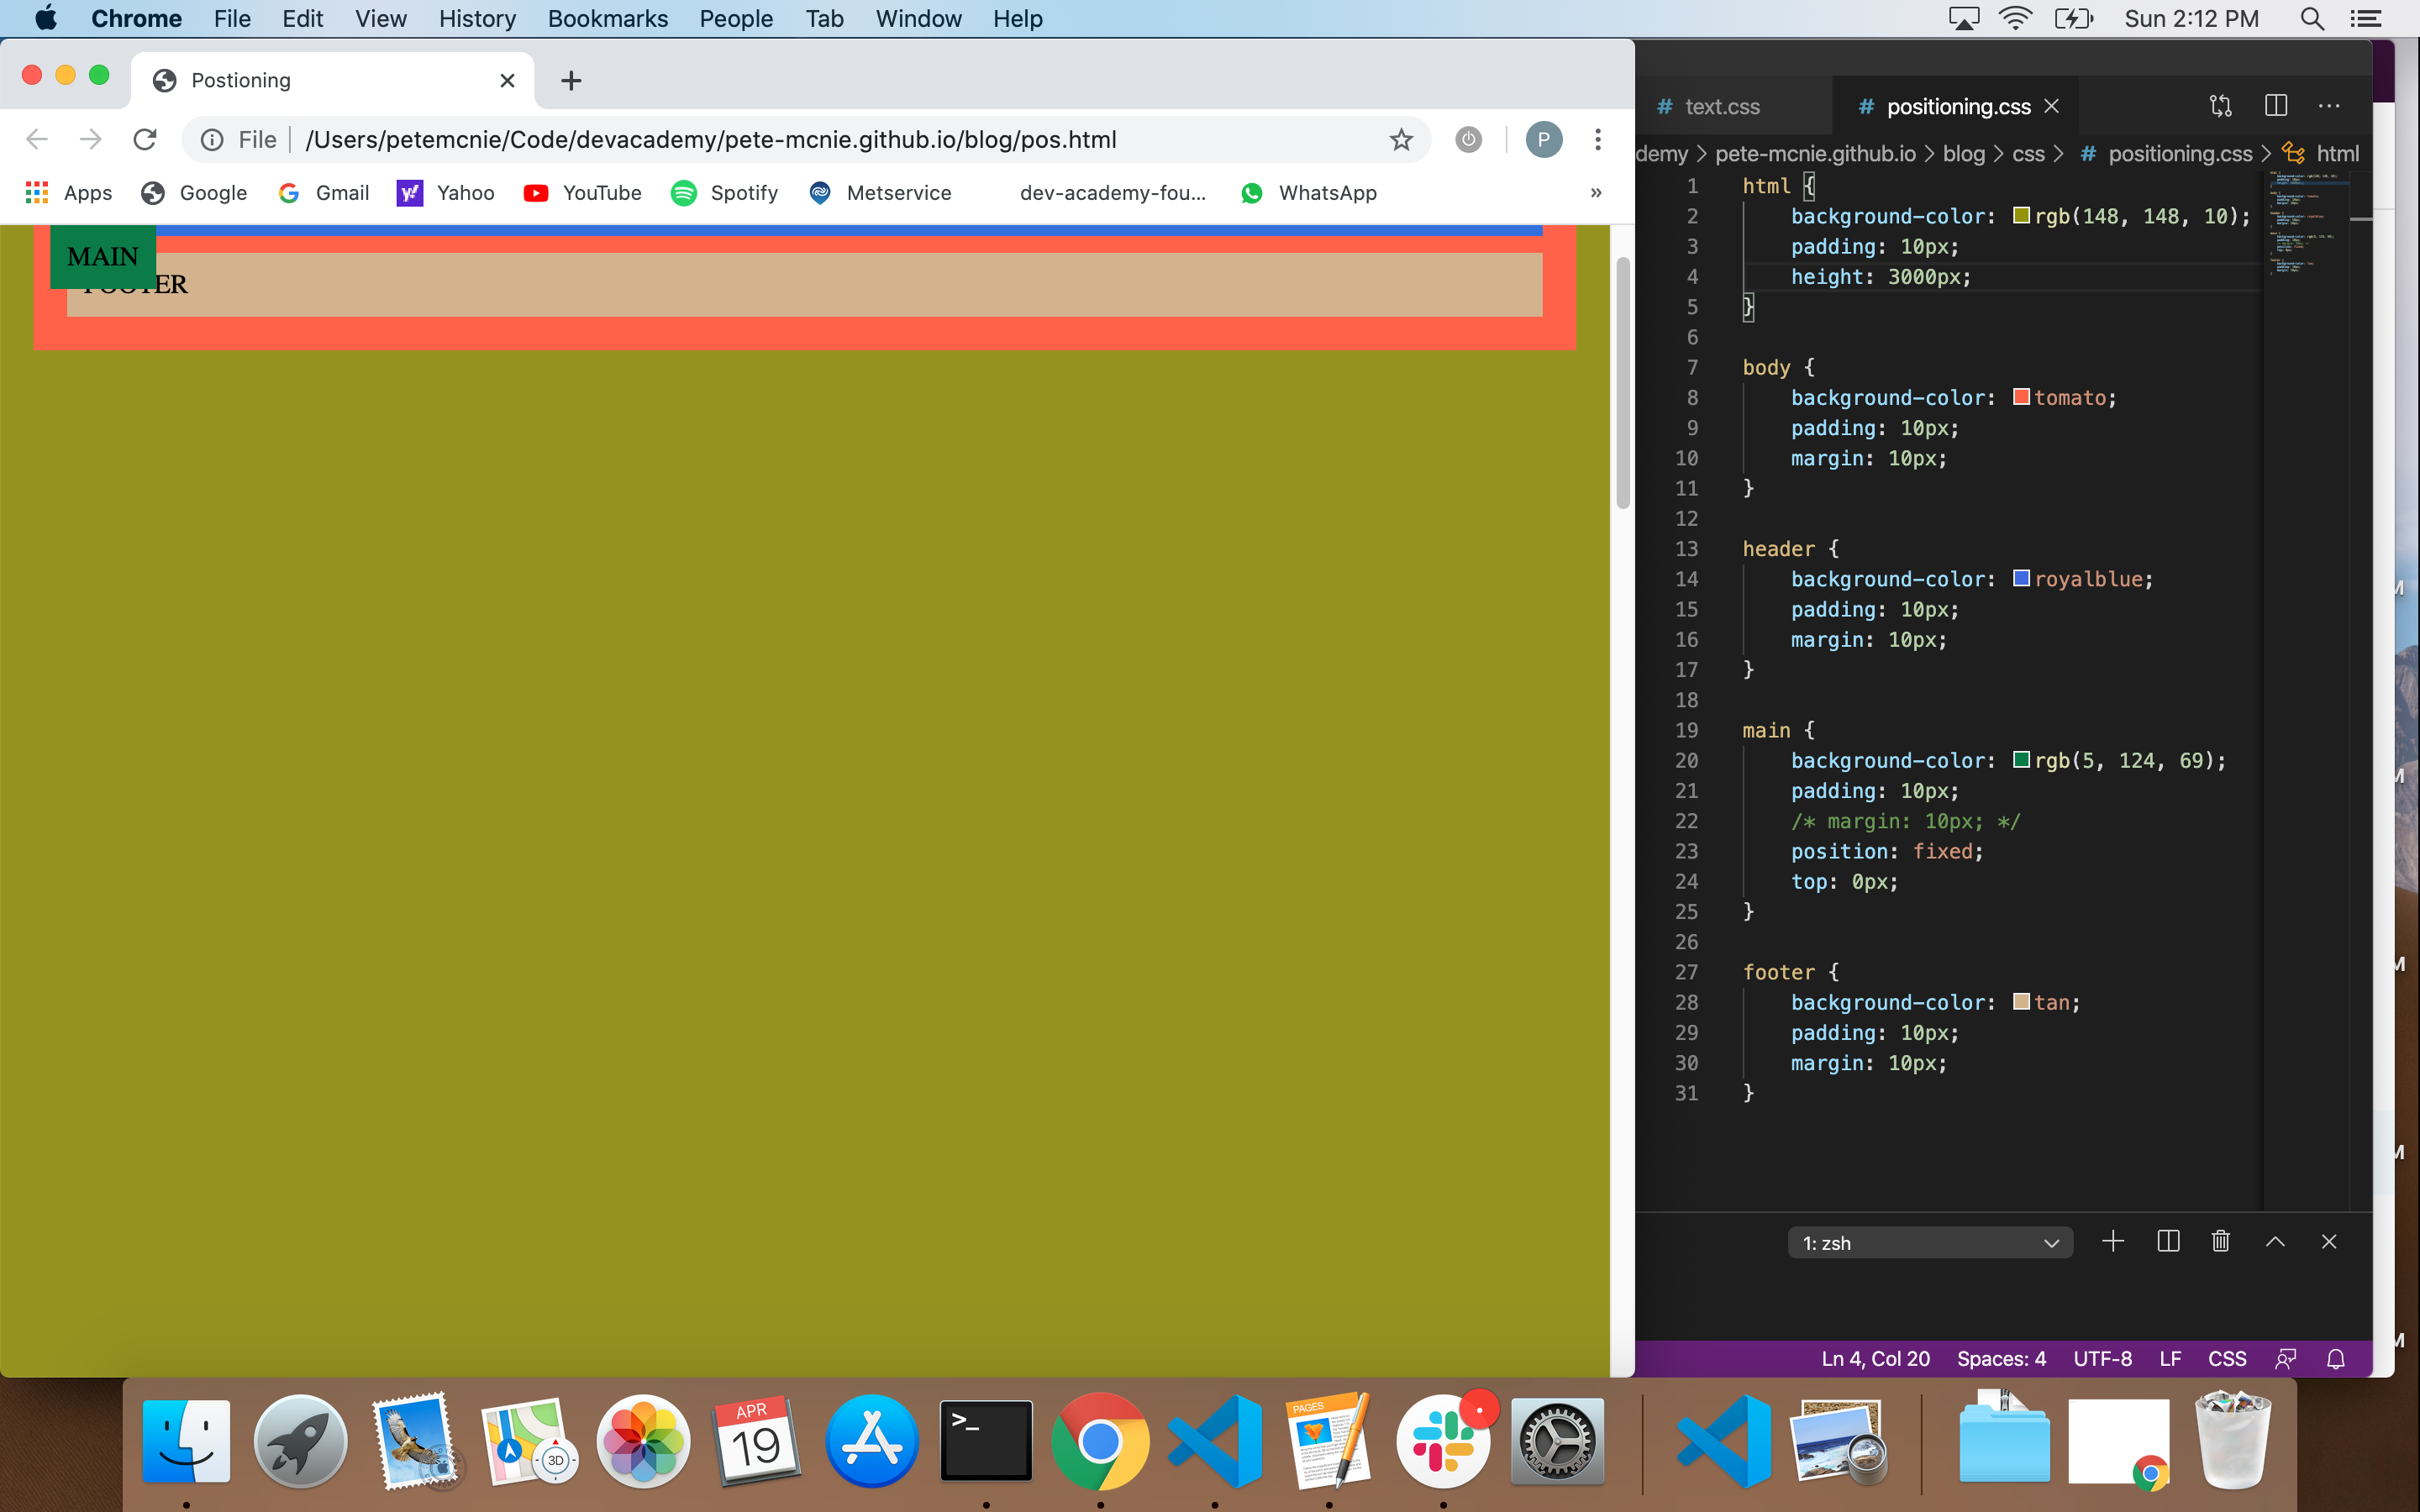 Chrome File Edit View History Bookmarks People Tab Window Help Sun 2:12 PM
Postioning
File /Users/petemcnie/Code/devacademy/pete-mcnie.github.io/blog/pos.html P
Apps Google Gmail Yahoo YouTube Spotify Metservice dev-academy-fou... WhatsApp »
MAIN
ER
# text.css # positioning.css
demy > pete-mcnie.github.io > blog > css > # positioning.css > html
1 html {
2 background-color: rgb(148, 148, 10);
3 padding: 10px;
4 height: 3000px;
5 }
6
7 body {
8 background-color: tomato;
9 padding: 10px;
10 margin: 10px;
11 }
12
13 header {
14 background-color: royalblue;
15 padding: 10px;
16 margin: 10px;
17 }
18
19 main {
20 background-color: rgb(5, 124, 69);
21 padding: 10px;
22 /* margin: 10px; */
23 position: fixed;
24 top: 0px;
25 }
26
27 footer {
28 background-color: tan;
29 padding: 10px;
30 margin: 10px;
31 }
1: zsh
Ln 4, Col 20 Spaces: 4 UTF-8 LF CSS
3D
APR
19
>_
PAGES